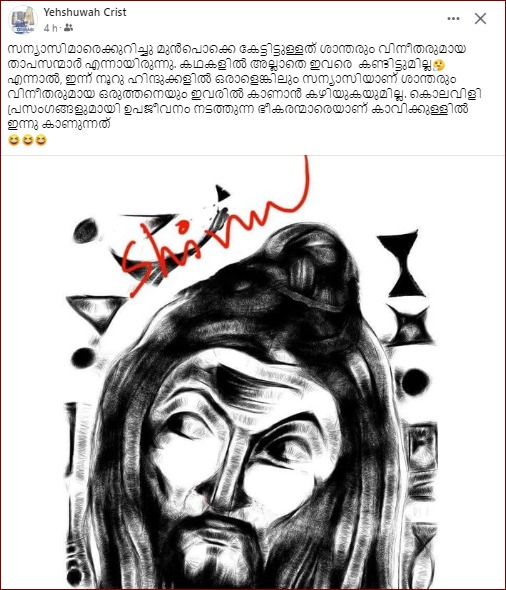 Yehshuwah Crist
4 h
സന്യാസിമാരെക്കുറിച്ചു മുൻപൊക്കെ കേട്ടിട്ടുള്ളത് ശാന്തരും വിനീതരുമായ
താപസന്മാർ എന്നായിരുന്നു. കഥകളിൽ അല്ലാതെ ഇവരെ കണ്ടിട്ടുമില്ല🤔
എന്നാൽ, ഇന്ന് നൂറു ഹിന്ദുക്കളിൽ ഒരാളെങ്കിലും സന്യാസിയാണ് ശാന്തരും
വിനീതരുമായ ഒരുത്തനെയും ഇവരിൽ കാണാൻ കഴിയുകയുമില്ല. കൊലവിളി
പ്രസംഗങ്ങളുമായി ഉപജീവനം നടത്തുന്ന ഭീകരന്മാരെയാണ് കാവിക്കുള്ളിൽ
ഇന്നു കാണുന്നത്
😆😆😆